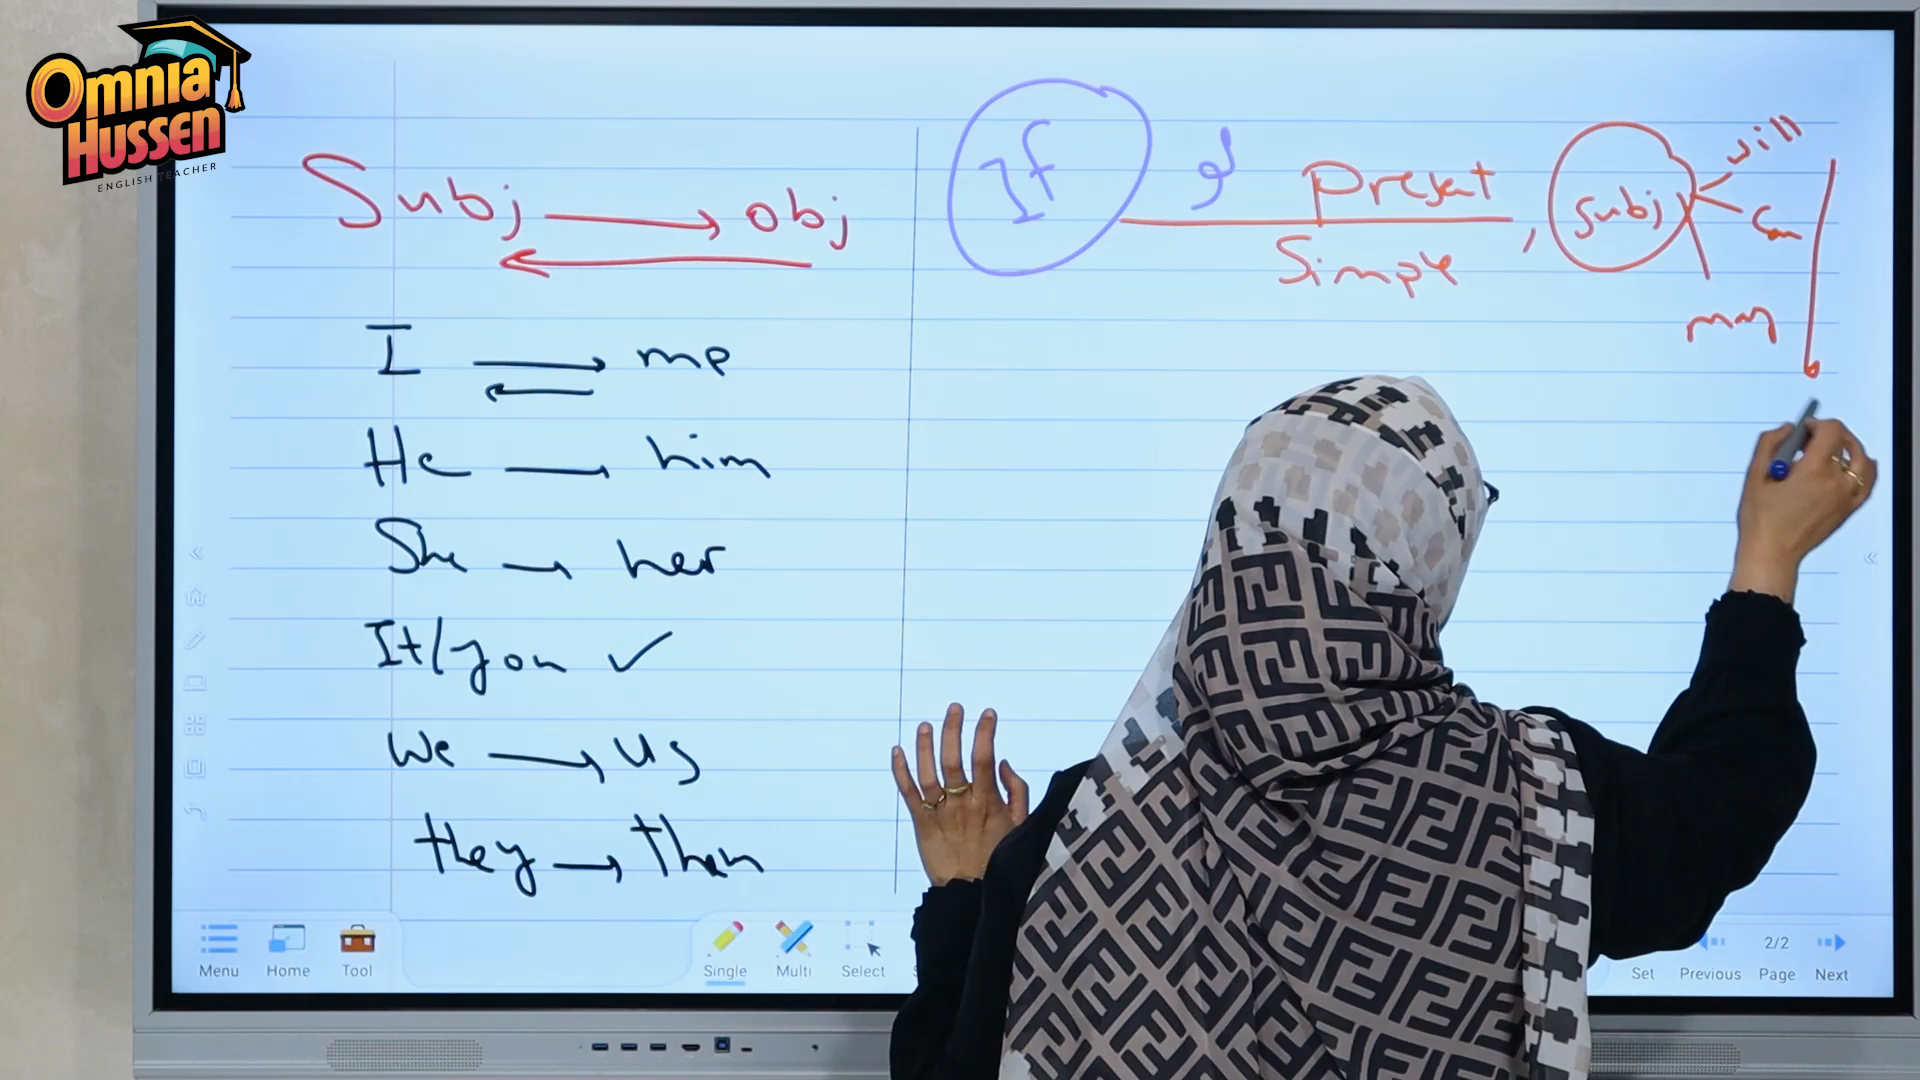 Omnia
Hussen
ENGLISH TEACHER
Subj → obj
←
I → me
←
He → him
She → her
It/you ✓
We → us
they → them
If
Present
Simple ,
subj
will
can
may
Menu Home Tool Single Multi Select
Set Previous 2/2 Page Next